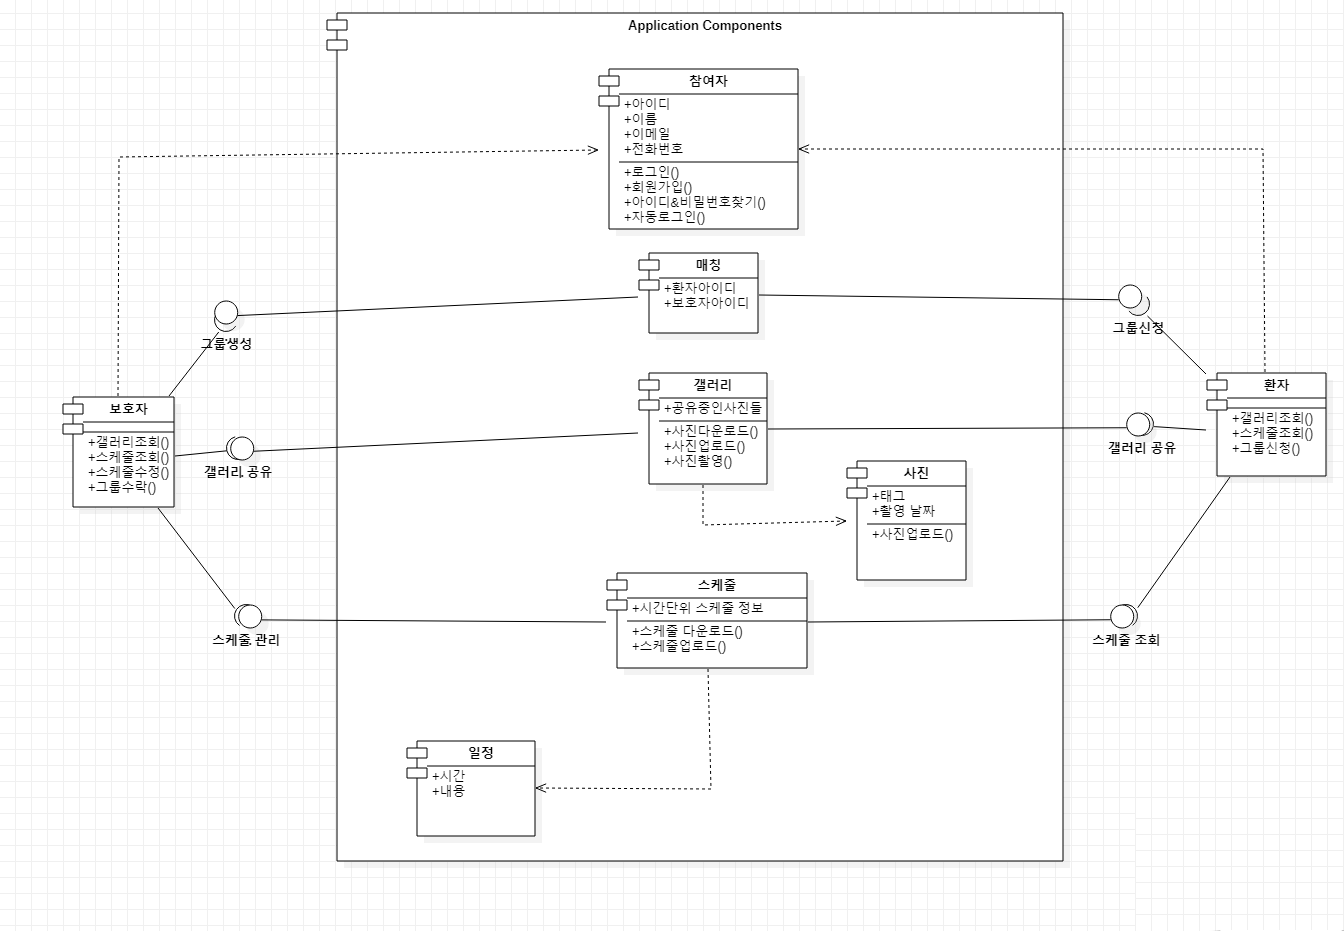 Application Components
참여자
+아이디
+이름
+이메일
+전화번호
+로그인()
+회원가입()
+아이디&비밀번호찾기()
+자동로그인()
매칭
+환자아이디
+보호자아이디
그룹생성
그룹신청
보호자
+갤러리조회()
+스케줄조회()
+스케줄수정()
+그룹수락()
갤러리 공유
갤러리
+공유중인사진들
+사진다운로드()
+사진업로드()
+사진촬영()
갤러리 공유
환자
+갤러리조회()
+스케줄조회()
+그룹신청()
사진
+태그
+촬영 날짜
+사진업로드()
스케줄 관리
스케줄
+시간단위 스케줄 정보
+스케줄 다운로드()
+스케줄업로드()
스케줄 조회
일정
+시간
+내용